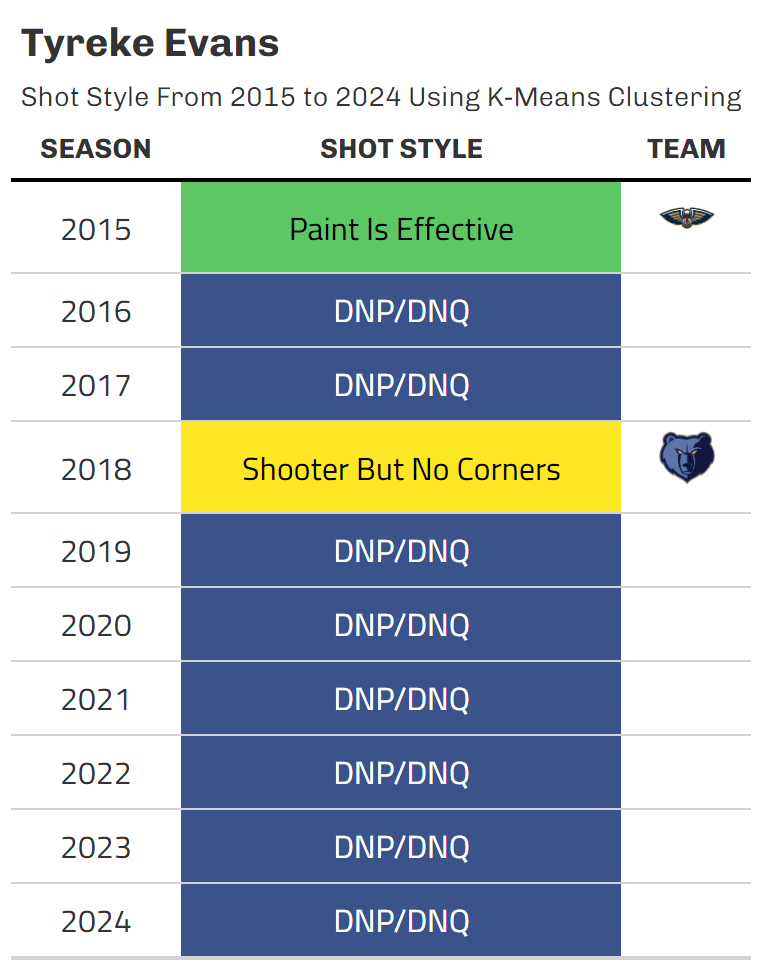 Tyreke Evans
Shot Style From 2015 to 2024 Using K-Means Clustering
SEASON SHOT STYLE TEAM
2015 Paint Is Effective
2016 DNP/DNQ
2017 DNP/DNQ
2018 Shooter But No Corners
2019 DNP/DNQ
2020 DNP/DNQ
2021 DNP/DNQ
2022 DNP/DNQ
2023 DNP/DNQ
2024 DNP/DNQ